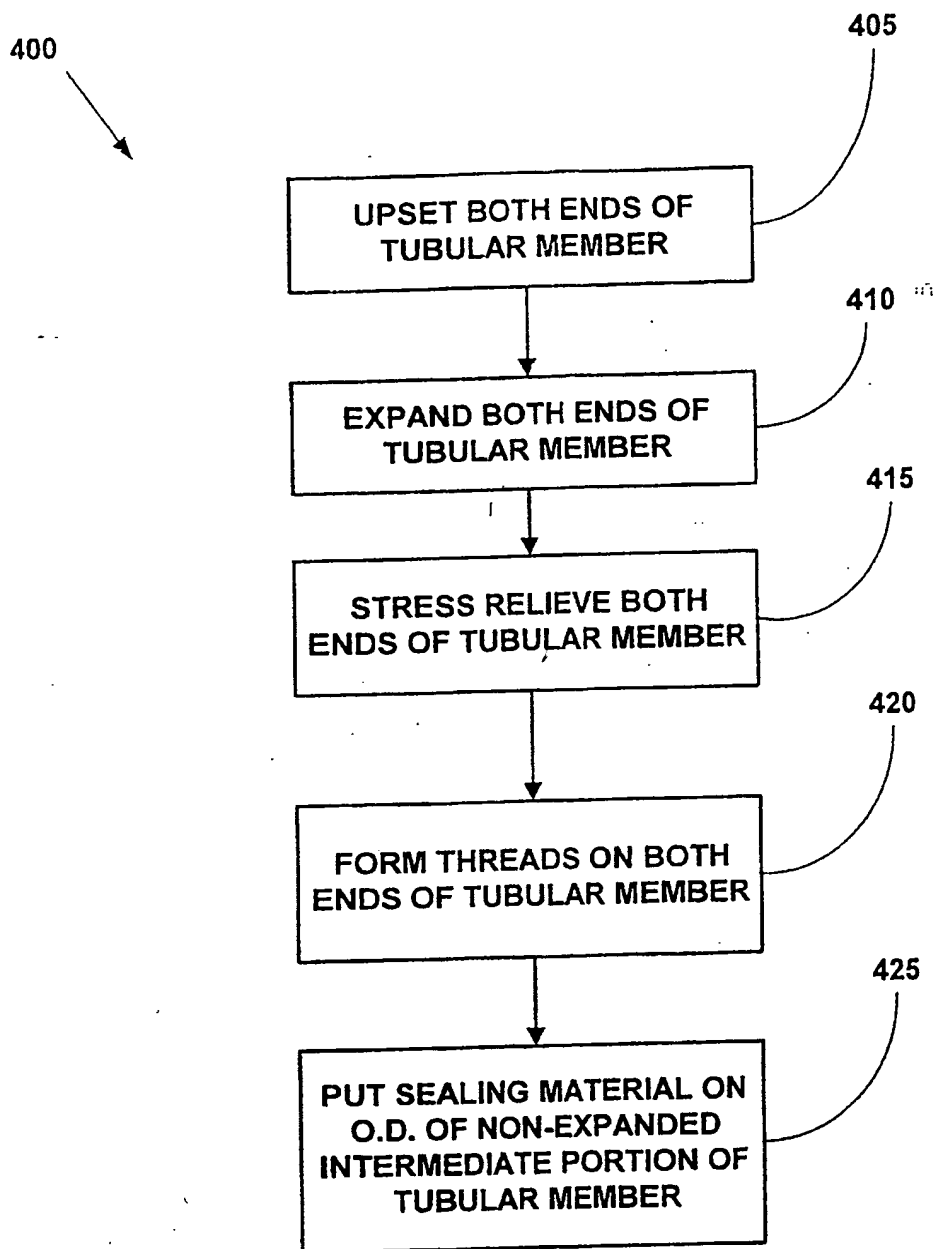 400
405
UPSET BOTH ENDS OF
TUBULAR MEMBER
410
EXPAND BOTH ENDS OF
TUBULAR MEMBER
415
STRESS RELIEVE BOTH
ENDS OF TUBULAR MEMBER
420
FORM THREADS ON BOTH
ENDS OF TUBULAR MEMBER
425
PUT SEALING MATERIAL ON
O.D. OF NON-EXPANDED
INTERMEDIATE PORTION OF
TUBULAR MEMBER